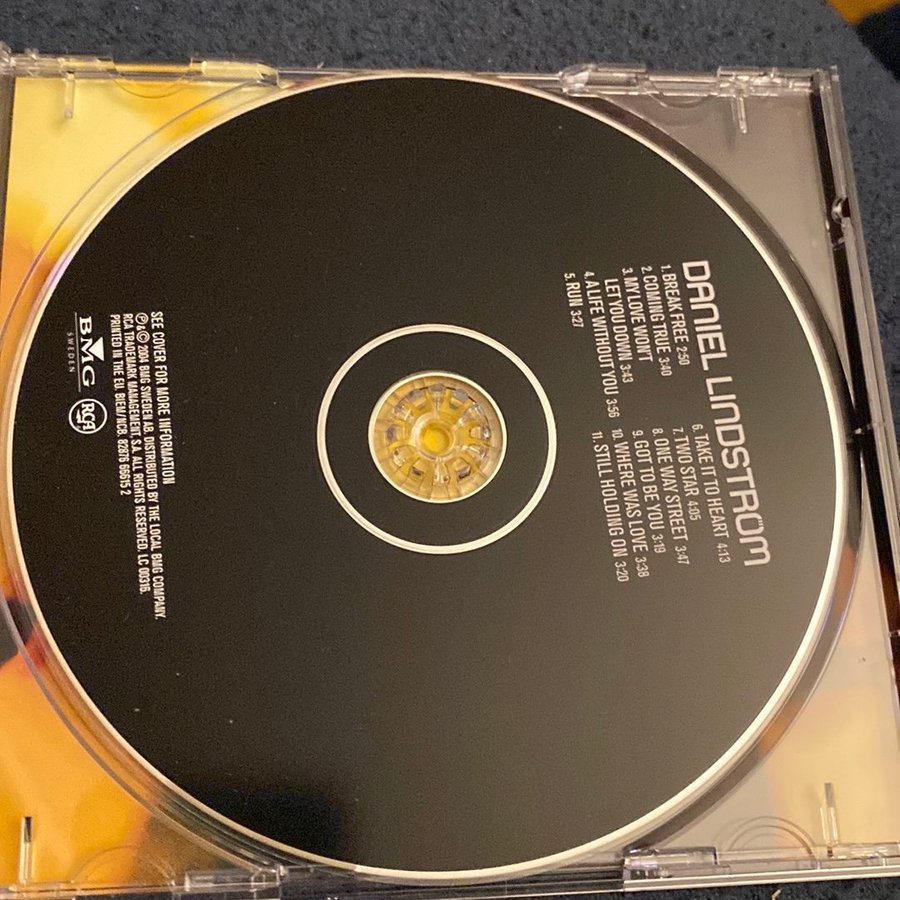 DANIEL LINDSTRÖM
1. BREAK FREE 2:50
2. COMING TRUE 3:40
3. MY LOVE WON'T
LET YOU DOWN 3:43
4. A LIFE WITHOUT YOU 3:56
5. RUN 3:27
6. TAKE IT TO HEART 4:13
7. TWO STAR 4:05
8. ONE WAY STREET 3:47
9. GOT TO BE YOU 3:19
10. WHERE WAS LOVE 3:38
11. STILL HOLDING ON 3:20
SEE COVER FOR MORE INFORMATION
℗ & © 2004 BMG SWEDEN AB. DISTRIBUTED BY THE LOCAL BMG COMPANY.
RCA TRADEMARK MANAGEMENT S.A. ALL RIGHTS RESERVED. LC 00316.
PRINTED IN THE EU. BIEM/NCB. 82876 66615 2
BMG
SWEDEN
RCA